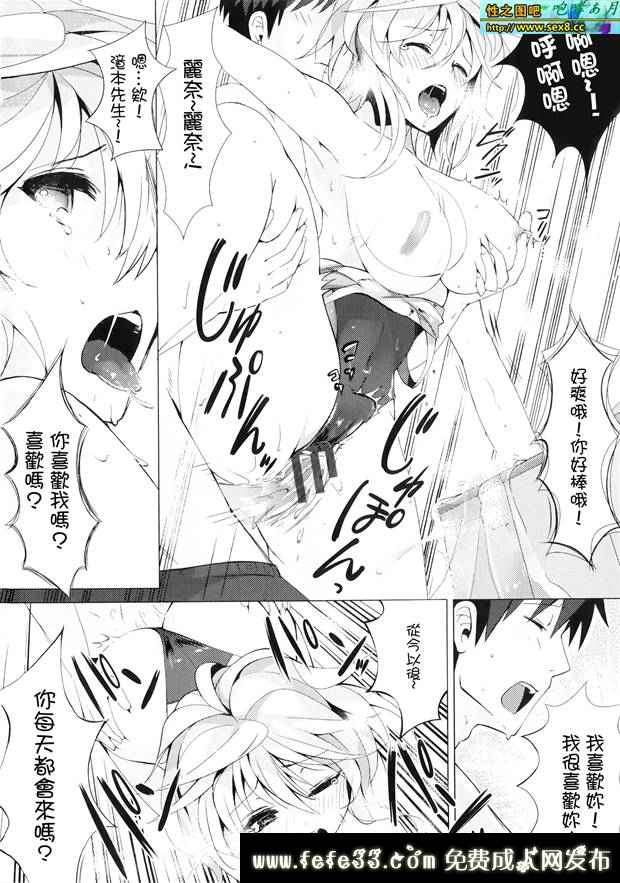 性之图吧
http://www.sex8.cc
啊嗯~!
呼啊嗯
麗奈~麗奈~!
嗯…欸!
本先生~!
じゅぷんっ
好爽哦!你好棒哦!
じゅぽんっ
你喜歡我嗎?
喜歡嗎?
從今以後~
我喜歡妳!
我很喜歡妳
你每天都會來嗎?
www.fefe33.com 免费成人网发布